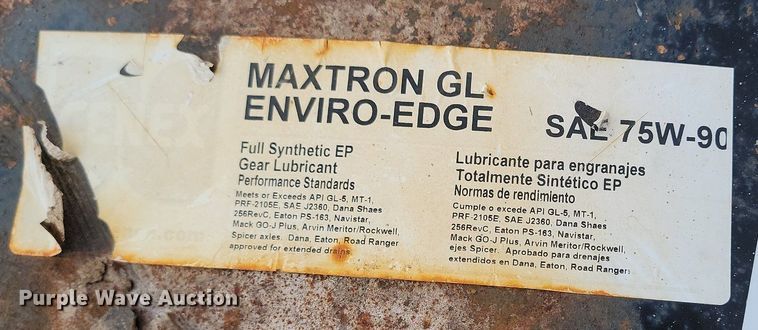 CENEX
MAXTRON GL
ENVIRO-EDGE
SAE 75W-90
Full Synthetic EP
Gear Lubricant
Performance Standards
Meets or Exceeds API GL-5, MT-1,
PRF-2105E, SAE J2360, Dana Shaes
256RevC, Eaton PS-163, Navistar,
Mack GO-J Plus, Arvin Meritor/Rockwell,
Spicer axles. Dana, Eaton, Road Ranger
approved for extended drains
Lubricante para engranajes
Totalmente Sintético EP
Normas de rendimiento
Cumple o excede API GL-5, MT-1,
PRF-2105E, SAE J2360, Dana Shaes
256RevC, Eaton PS-163, Navistar,
Mack GO-J Plus, Arvin Meritor/Rockwell,
ejes Spicer. Aprobado para drenajes
extendidos en Dana, Eaton, Road Ranger
Purple Wave Auction